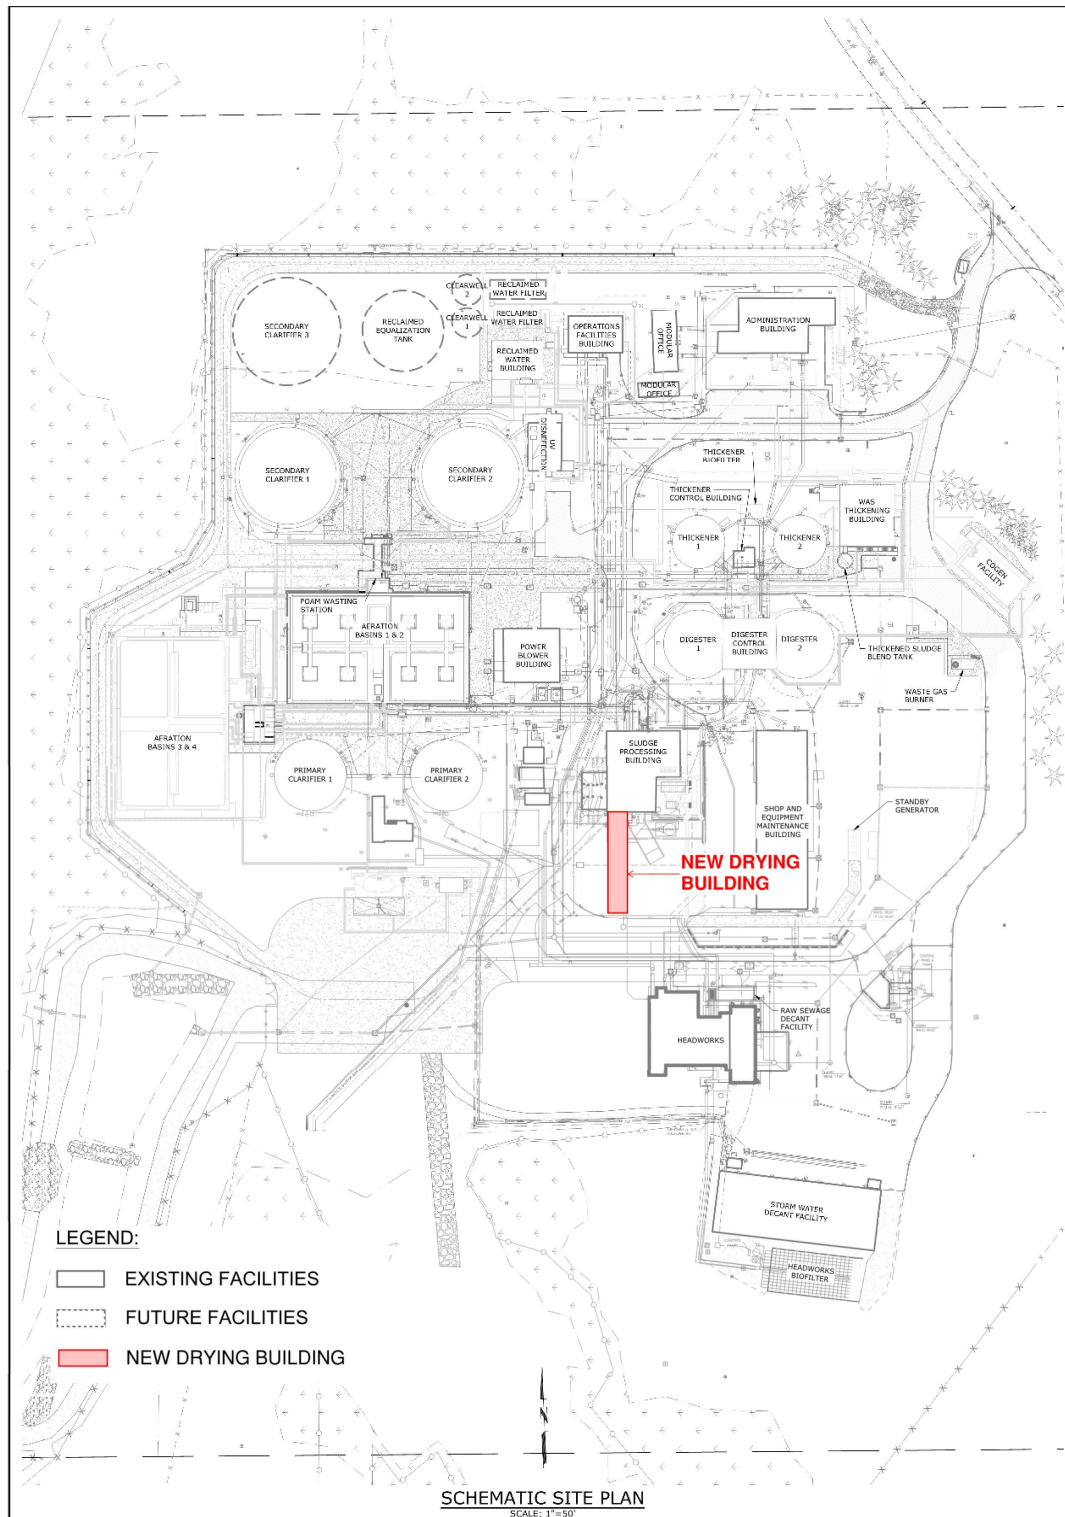 SECONDARY
CLARIFIER 3
RECLAIMED
EQUALIZATION
TANK
CLEARWELL
2
CLEARWELL
1
RECLAIMED
WATER FILTER
RECLAIMED
WATER FILTER
RECLAIMED
WATER
BUILDING
OPERATIONS
FACILITIES
BUILDING
MODULAR
OFFICE
MODULAR
OFFICE
ADMINISTRATION
BUILDING
SECONDARY
CLARIFIER 1
SECONDARY
CLARIFIER 2
UV
DISNEFECTION
THICKENER
BIOFILTER
THICKENER
CONTROL BUILDING
WAS
THICKENING
BUILDING
THICKENER
1
THICKENER
2
COGEN
FACILITY
FOAM WASTING
STATION
AERATION
BASINS 1 & 2
POWER
BLOWER
BUILDING
DIGESTER
1
DIGESTER
CONTROL
BUILDING
DIGESTER
2
THICKENED SLUDGE
BLEND TANK
WASTE GAS
BURNER
AERATION
BASINS 3 & 4
PRIMARY
CLARIFIER 1
PRIMARY
CLARIFIER 2
SLUDGE
PROCESSING
BUILDING
SHOP AND
EQUIPMENT
MAINTENANCE
BUILDING
STANDBY
GENERATOR
NEW DRYING
BUILDING
RAW SEWAGE
DECANT
FACILITY
HEADWORKS
STORM WATER
DECANT FACILITY
HEADWORKS
BIOFILTER
LEGEND:
EXISTING FACILITIES
FUTURE FACILITIES
NEW DRYING BUILDING
SCHEMATIC SITE PLAN
SCALE: 1"=50'